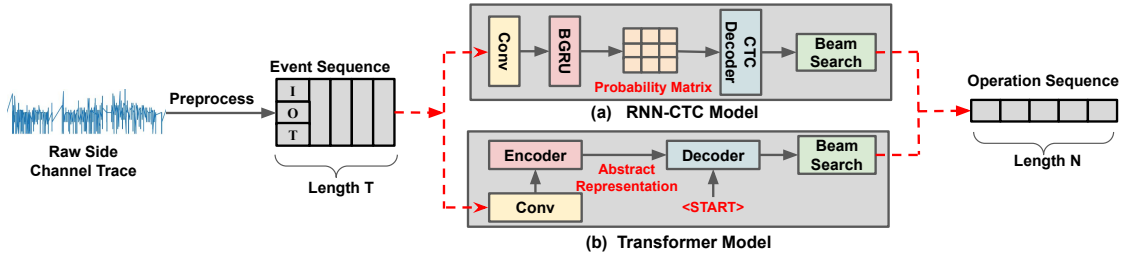 Raw Side
Channel Trace
Preprocess
Event Sequence
I
O
T
Length T
Conv
BGRU
Probability Matrix
CTC
Decoder
Beam
Search
(a) RNN-CTC Model
Encoder
Conv
Abstract
Representation
Decoder
<START>
Beam
Search
(b) Transformer Model
Operation Sequence
Length N